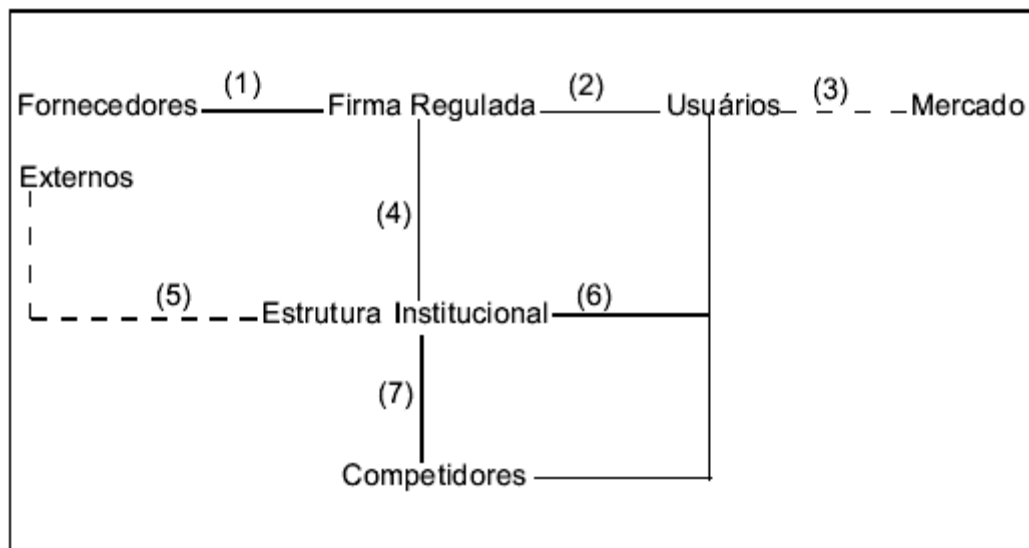 (1) (2) (3)
Fornecedores Firma Regulada Usuários Mercado
Externos
(4)
(5) (6)
Estrutura Institucional
(7)
Competidores